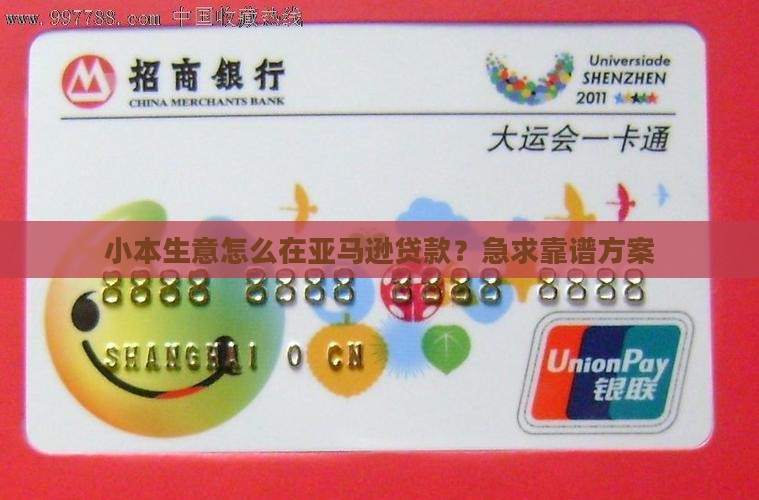 www.997788.com 中国收藏热线
招商银行
CHINA MERCHANTS BANK
Universiade
SHENZHEN
2011
大运会一卡通
小本生意怎么在亚马逊贷款？急求靠谱方案
8888 8888 8888 8888
SHANGHAI 0 CN
UnionPay
银联